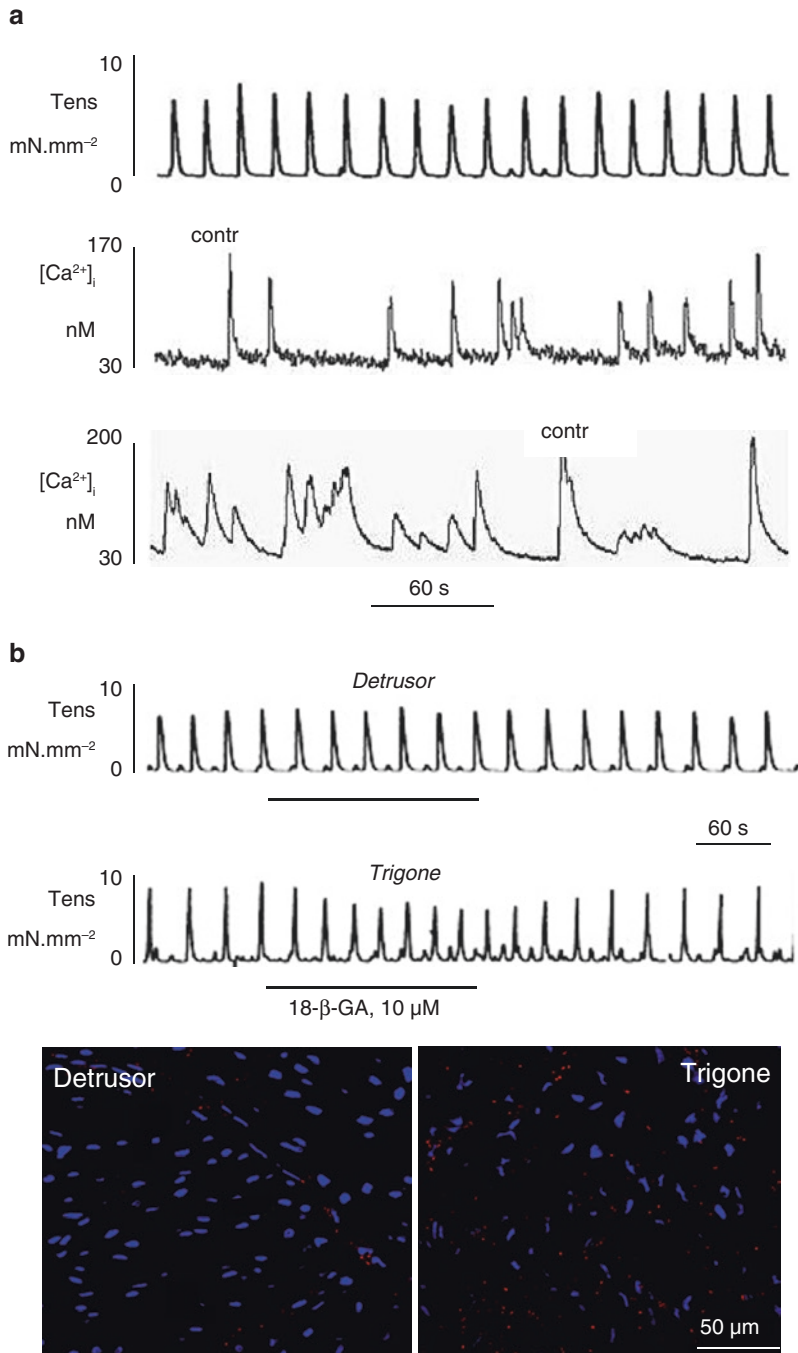 a
10
Tens
mN.mm⁻²
0
contr
170
[Ca²⁺]ᵢ
nM
30
contr
200
[Ca²⁺]ᵢ
nM
30
60 s
b
Detrusor
10
Tens
mN.mm⁻²
0
60 s
Trigone
10
Tens
mN.mm⁻²
0
18-β-GA, 10 µM
Detrusor
Trigone
50 µm